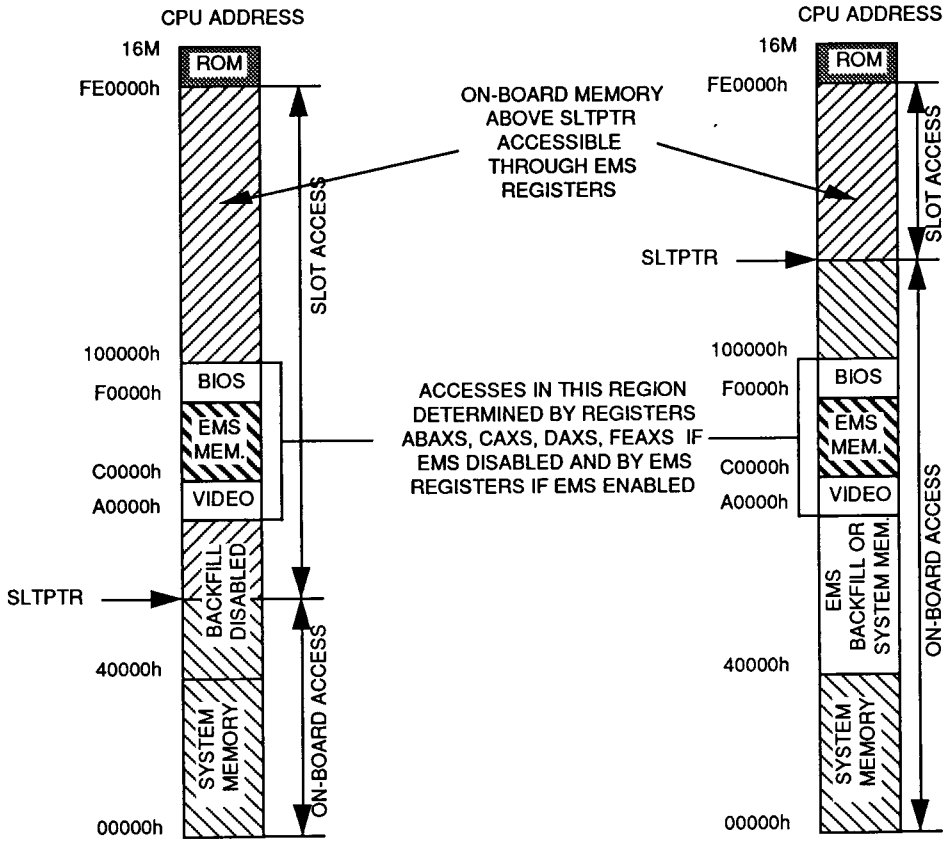 CPU ADDRESS
16M
ROM
FE0000h
SLOT ACCESS
100000h
BIOS
F0000h
EMS
MEM.
C0000h
VIDEO
A0000h
BACKFILL
DISABLED
SLTPTR
40000h
SYSTEM
MEMORY
ON-BOARD ACCESS
00000h
ON-BOARD MEMORY
ABOVE SLTPTR
ACCESSIBLE
THROUGH EMS
REGISTERS
ACCESSES IN THIS REGION
DETERMINED BY REGISTERS
ABAXS, CAXS, DAXS, FEAXS IF
EMS DISABLED AND BY EMS
REGISTERS IF EMS ENABLED
CPU ADDRESS
16M
ROM
FE0000h
SLOT ACCESS
SLTPTR
100000h
BIOS
F0000h
EMS
MEM.
C0000h
VIDEO
A0000h
EMS
BACKFILL OR
SYSTEM MEM.
ON-BOARD ACCESS
40000h
SYSTEM
MEMORY
00000h